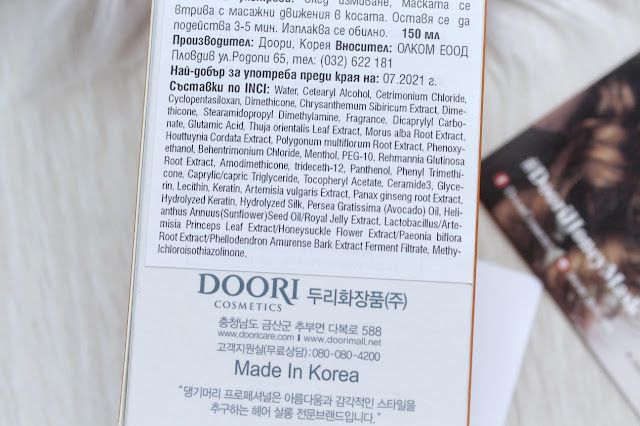 маската се
втрива с масажни движения в косата. Оставя се да
подейства 3-5 мин. Изплаква се обилно. 150 мл
Производител: Доори, Корея Вносител: ОЛКОМ ЕООД
Пловдив ул.Родопи 65, тел: (032) 622 181
Най-добър за употреба преди края на: 07.2021 г.
Съставки по INCI: Water, Cetearyl Alcohol, Cetrimonium Chloride,
Cyclopentasiloxan, Dimethicone, Chrysanthemum Sibiricum Extract, Dime-
thicone, Stearamidopropyl Dimethylamine, Fragrance, Dicaprylyl Carbo-
nate, Glutamic Acid, Thuja orientalis Leaf Extract, Morus alba Root Extract,
Houttuynia Cordata Extract, Polygonum multiflorum Root Extract, Phenoxy-
ethanol, Behentrimonium Chloride, Menthol, PEG-10, Rehmannia Glutinosa
Root Extract, Amodimethicone, trideceth-12, Panthenol, Phenyl Trimethi-
cone, Caprylic/capric Triglyceride, Tocopheryl Acetate, Ceramide3, Glyce-
rin, Lecithin, Keratin, Artemisia vulgaris Extract, Panax ginseng root Extract,
Hydrolyzed Keratin, Hydrolyzed Silk, Persea Gratissima (Avocado) Oil, Heli-
anthus Annuus(Sunflower)Seed Oil/Royal Jelly Extract, Lactobacillus/Arte-
misia Princeps Leaf Extract/Honeysuckle Flower Extract/Paeonia biflora
Root Extract/Phellodendron Amurense Bark Extract Ferment Filtrate, Methy-
lchloroisothiazolinone.
DOORI 두리화장품(주)
COSMETICS
충청남도 금산군 추부면 다복로 588
www.dooricare.com I www.doorimall.net
고객지원실(무료상담):080-080-4200
Made In Korea
"댕기머리 프로페셔널은 아름다움과 감각적인 스타일을
추구하는 헤어 살롱 전문브랜드입니다."